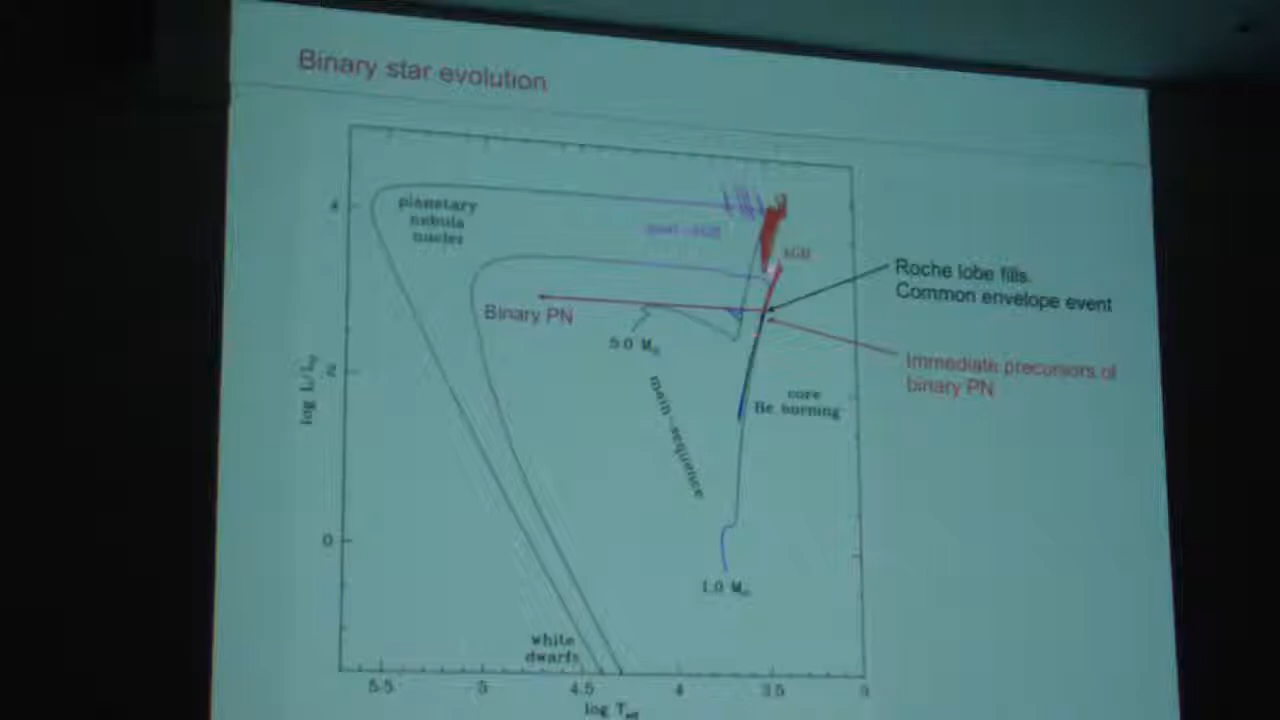 Binary star evolution
4
planetary
nebula
nuclei
post-AGB
AGB
Roche lobe fills.
Common envelope event
Binary PN
5.0 M
Immediate precursors of
binary PN
2
log L/L
main-sequence
core
He burning
0
1.0 M
white
dwarfs
5.5 5 4.5 4 3.5 3
log T